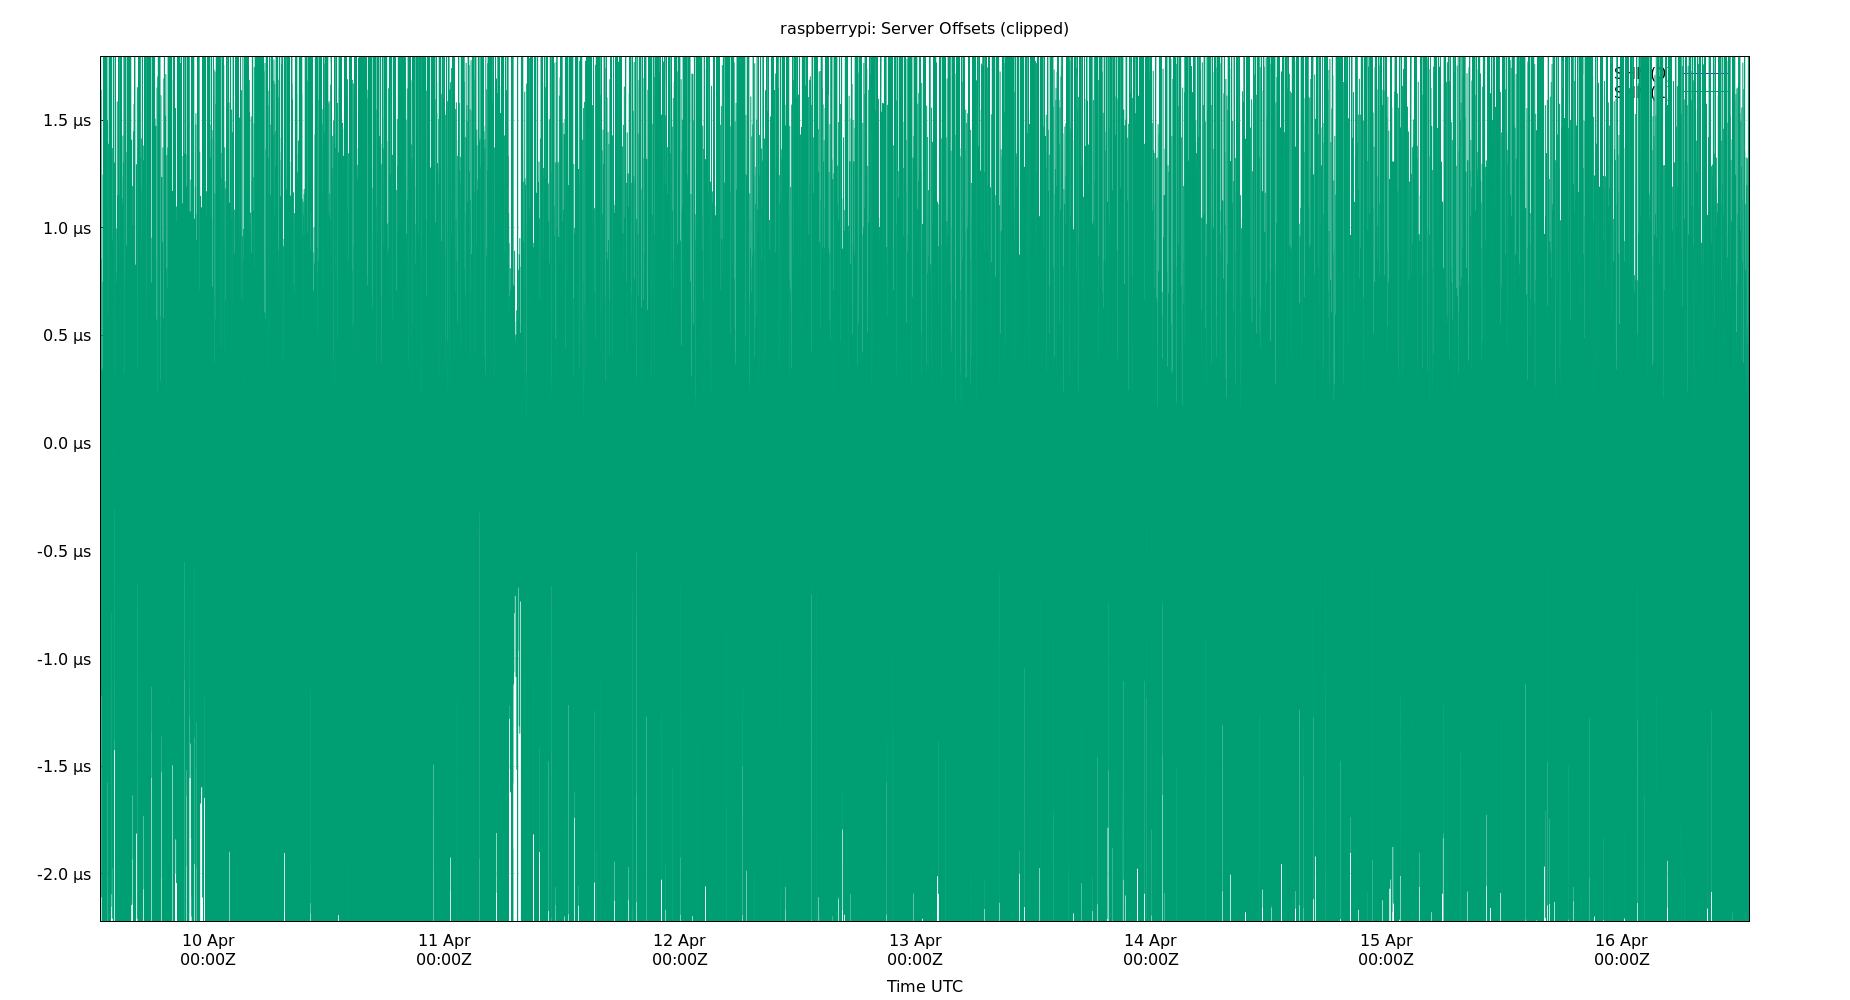 raspberrypi: Server Offsets (clipped)
1.5 µs
1.0 µs
0.5 µs
0.0 µs
-0.5 µs
-1.0 µs
-1.5 µs
-2.0 µs
10 Apr 11 Apr 12 Apr 13 Apr 14 Apr 15 Apr 16 Apr
00:00Z 00:00Z 00:00Z 00:00Z 00:00Z 00:00Z 00:00Z
Time UTC